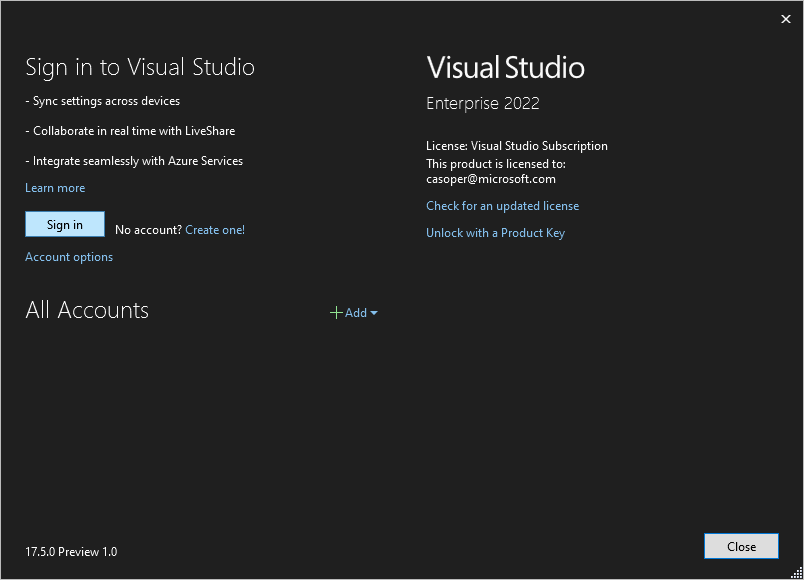 Sign in to Visual Studio
- Sync settings across devices
- Collaborate in real time with LiveShare
- Integrate seamlessly with Azure Services
Learn more
Sign in
No account? Create one!
Account options
All Accounts
Add
Visual Studio
Enterprise 2022
License: Visual Studio Subscription
This product is licensed to:
casoper@microsoft.com
Check for an updated license
Unlock with a Product Key
17.5.0 Preview 1.0
Close